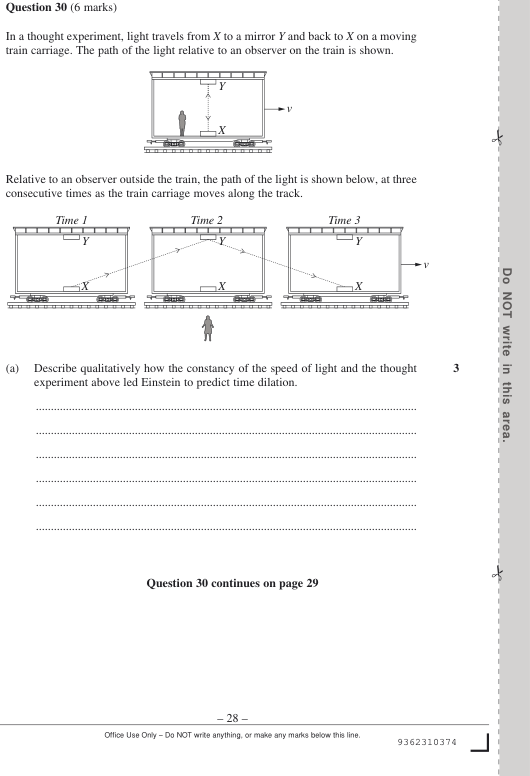 Question 30 (6 marks)
In a thought experiment, light travels from X to a mirror Y and back to X on a moving
train carriage. The path of the light relative to an observer on the train is shown.
Y
v
X
Relative to an observer outside the train, the path of the light is shown below, at three
consecutive times as the train carriage moves along the track.
Time 1 Time 2 Time 3
Y Y Y
v
X X X
(a) Describe qualitatively how the constancy of the speed of light and the thought 3
experiment above led Einstein to predict time dilation.
Question 30 continues on page 29
– 28 –
Office Use Only – Do NOT write anything, or make any marks below this line.
9362310374
Do NOT write in this area.